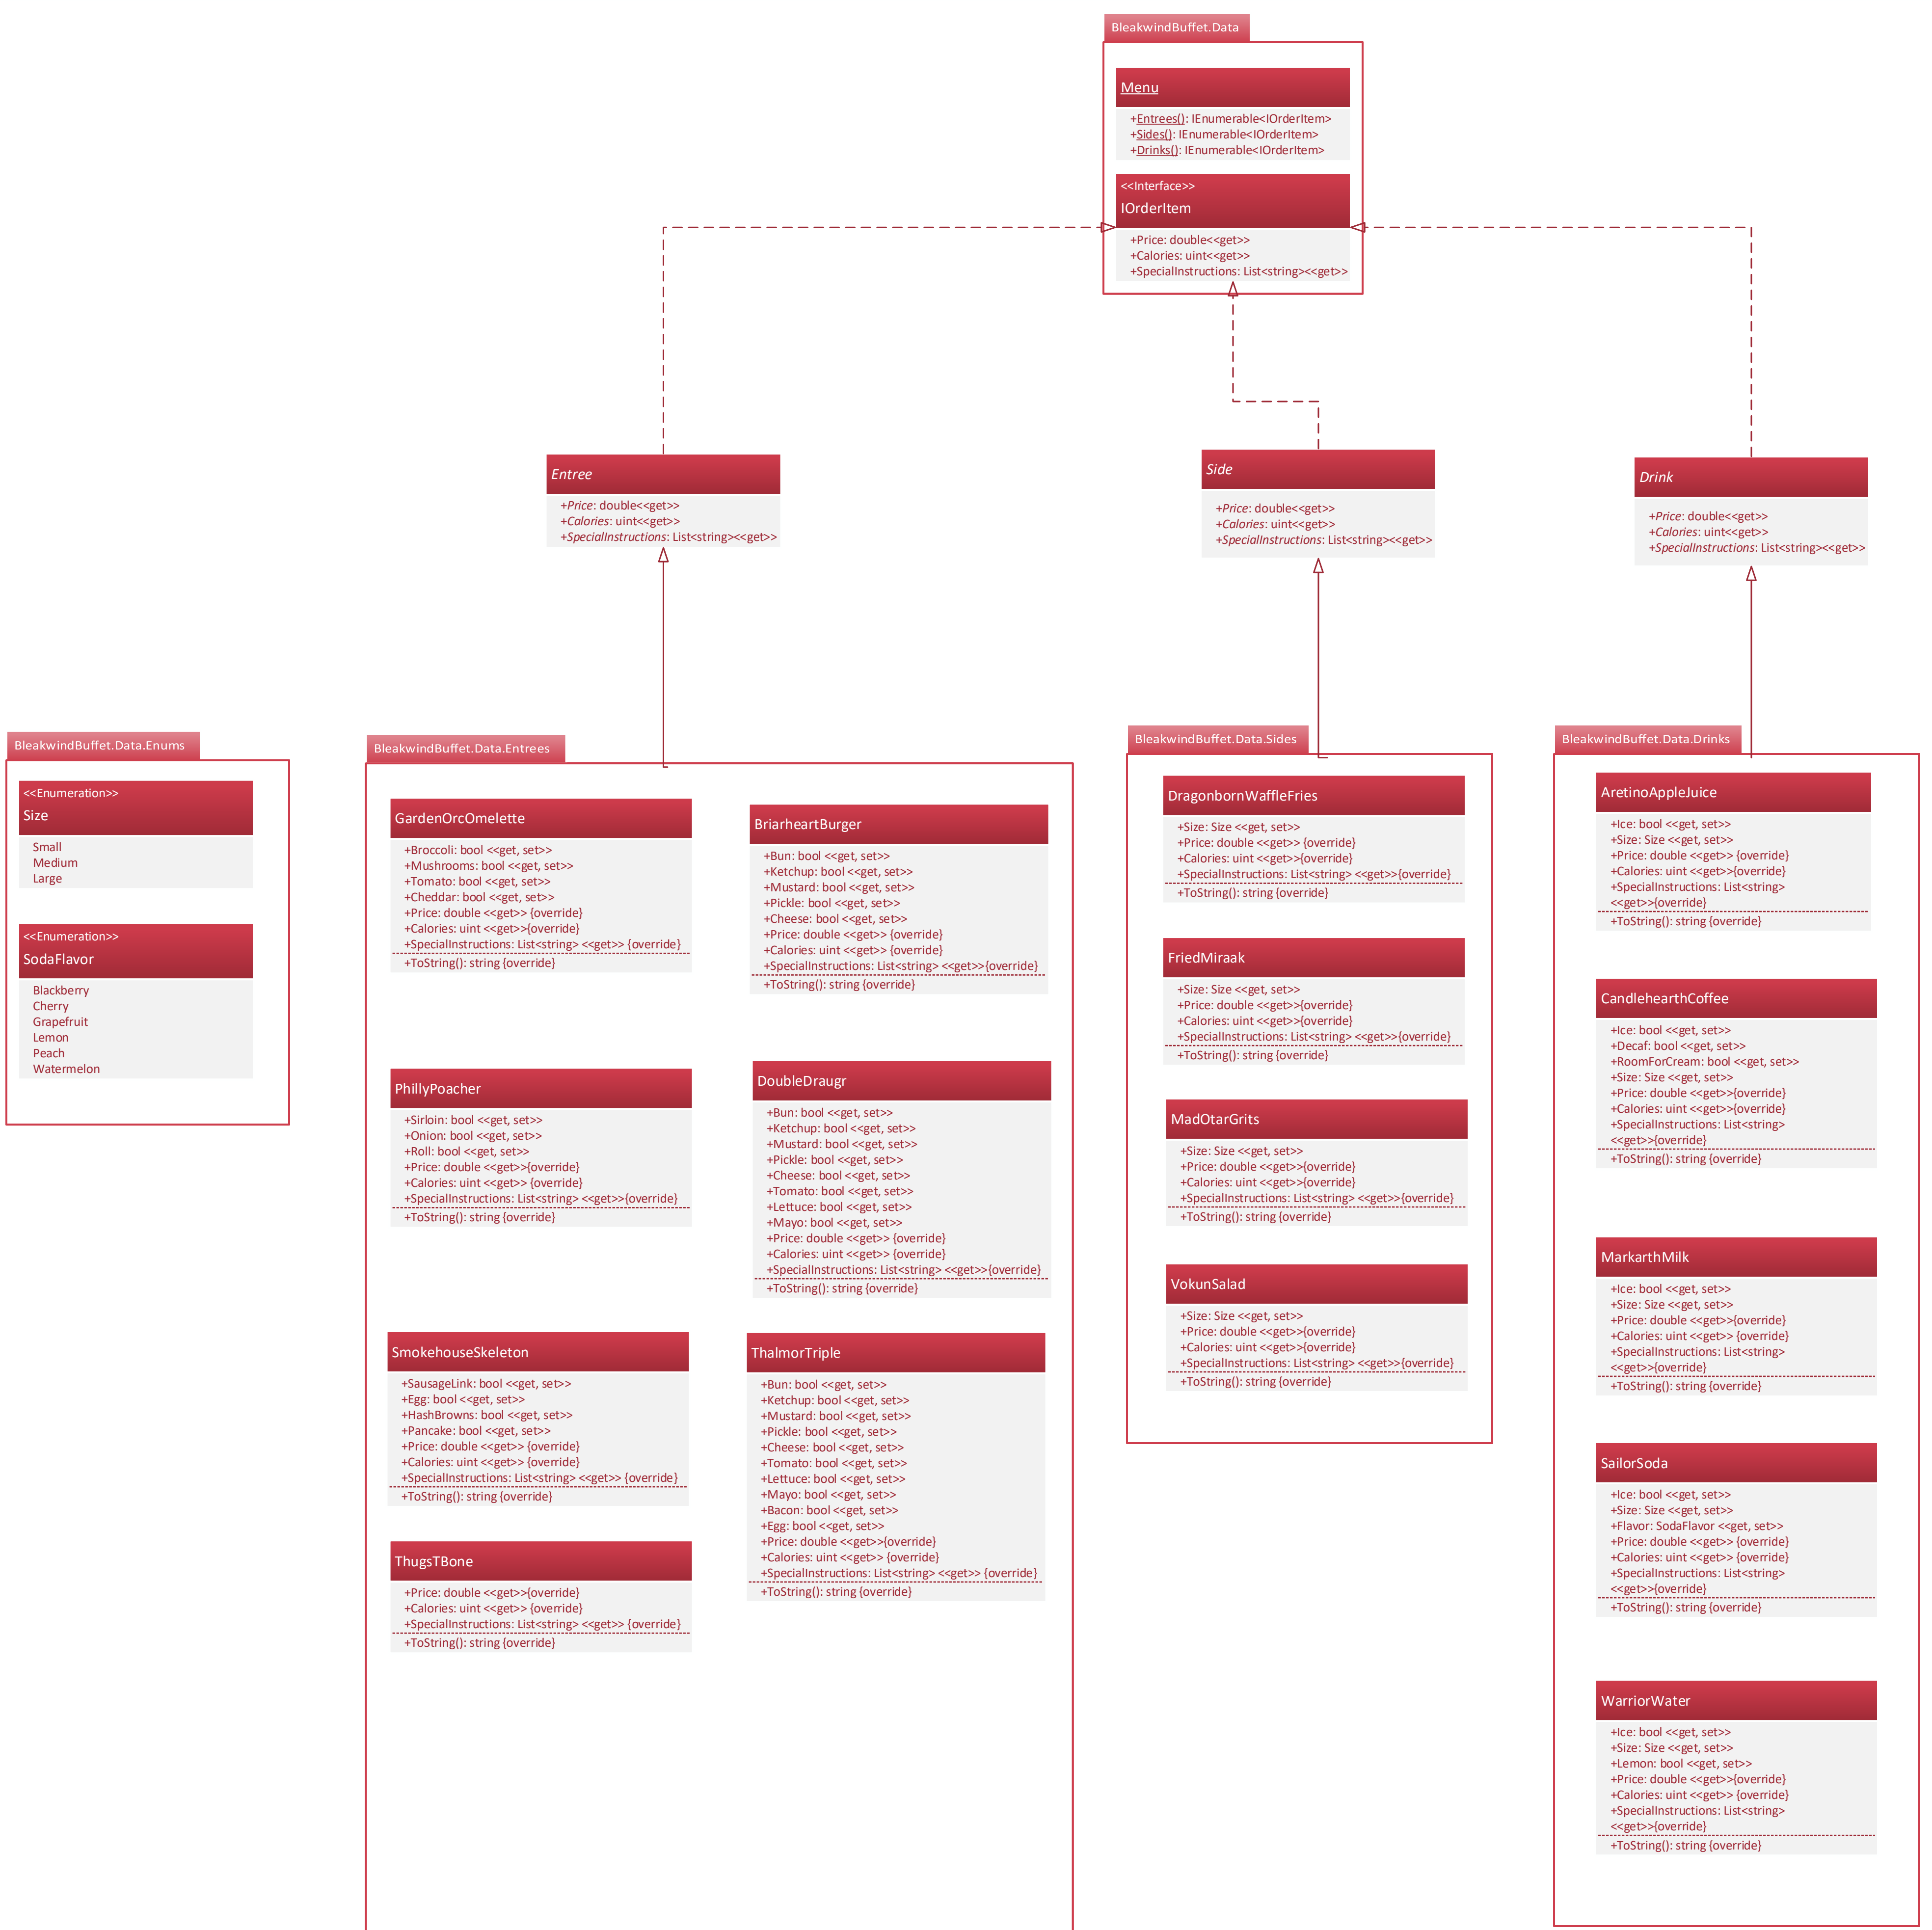 BleakwindBuffet.Data
Menu
+Entrees(): IEnumerable<IOrderItem>
+Sides(): IEnumerable<IOrderItem>
+Drinks(): IEnumerable<IOrderItem>
<<Interface>>
IOrderItem
+Price: double<<get>>
+Calories: uint<<get>>
+SpecialInstructions: List<string><<get>>
Entree
+Price: double<<get>>
+Calories: uint<<get>>
+SpecialInstructions: List<string><<get>>
Side
+Price: double<<get>>
+Calories: uint<<get>>
+SpecialInstructions: List<string><<get>>
Drink
+Price: double<<get>>
+Calories: uint<<get>>
+SpecialInstructions: List<string><<get>>
BleakwindBuffet.Data.Enums
<<Enumeration>>
Size
Small
Medium
Large
<<Enumeration>>
SodaFlavor
Blackberry
Cherry
Grapefruit
Lemon
Peach
Watermelon
BleakwindBuffet.Data.Entrees
GardenOrcOmelette
+Broccoli: bool <<get, set>>
+Mushrooms: bool <<get, set>>
+Tomato: bool <<get, set>>
+Cheddar: bool <<get, set>>
+Price: double <<get>> {override}
+Calories: uint <<get>>{override}
+SpecialInstructions: List<string> <<get>> {override}
+ToString(): string {override}
PhillyPoacher
+Sirloin: bool <<get, set>>
+Onion: bool <<get, set>>
+Roll: bool <<get, set>>
+Price: double <<get>>{override}
+Calories: uint <<get>> {override}
+SpecialInstructions: List<string> <<get>>{override}
+ToString(): string {override}
SmokehouseSkeleton
+SausageLink: bool <<get, set>>
+Egg: bool <<get, set>>
+HashBrowns: bool <<get, set>>
+Pancake: bool <<get, set>>
+Price: double <<get>> {override}
+Calories: uint <<get>> {override}
+SpecialInstructions: List<string> <<get>> {override}
+ToString(): string {override}
ThugsTBone
+Price: double <<get>>{override}
+Calories: uint <<get>> {override}
+SpecialInstructions: List<string> <<get>> {override}
+ToString(): string {override}
BriarheartBurger
+Bun: bool <<get, set>>
+Ketchup: bool <<get, set>>
+Mustard: bool <<get, set>>
+Pickle: bool <<get, set>>
+Cheese: bool <<get, set>>
+Price: double <<get>> {override}
+Calories: uint <<get>> {override}
+SpecialInstructions: List<string> <<get>>{override}
+ToString(): string {override}
DoubleDraugr
+Bun: bool <<get, set>>
+Ketchup: bool <<get, set>>
+Mustard: bool <<get, set>>
+Pickle: bool <<get, set>>
+Cheese: bool <<get, set>>
+Tomato: bool <<get, set>>
+Lettuce: bool <<get, set>>
+Mayo: bool <<get, set>>
+Price: double <<get>> {override}
+Calories: uint <<get>> {override}
+SpecialInstructions: List<string> <<get>>{override}
+ToString(): string {override}
ThalmorTriple
+Bun: bool <<get, set>>
+Ketchup: bool <<get, set>>
+Mustard: bool <<get, set>>
+Pickle: bool <<get, set>>
+Cheese: bool <<get, set>>
+Tomato: bool <<get, set>>
+Lettuce: bool <<get, set>>
+Mayo: bool <<get, set>>
+Bacon: bool <<get, set>>
+Egg: bool <<get, set>>
+Price: double <<get>>{override}
+Calories: uint <<get>> {override}
+SpecialInstructions: List<string> <<get>> {override}
+ToString(): string {override}
BleakwindBuffet.Data.Sides
DragonbornWaffleFries
+Size: Size <<get, set>>
+Price: double <<get>> {override}
+Calories: uint <<get>>{override}
+SpecialInstructions: List<string> <<get>>{override}
+ToString(): string {override}
FriedMiraak
+Size: Size <<get, set>>
+Price: double <<get>>{override}
+Calories: uint <<get>>{override}
+SpecialInstructions: List<string> <<get>>{override}
+ToString(): string {override}
MadOtarGrits
+Size: Size <<get, set>>
+Price: double <<get>>{override}
+Calories: uint <<get>>{override}
+SpecialInstructions: List<string> <<get>>{override}
+ToString(): string {override}
VokunSalad
+Size: Size <<get, set>>
+Price: double <<get>>{override}
+Calories: uint <<get>>{override}
+SpecialInstructions: List<string> <<get>>{override}
+ToString(): string {override}
BleakwindBuffet.Data.Drinks
AretinoAppleJuice
+Ice: bool <<get, set>>
+Size: Size <<get, set>>
+Price: double <<get>> {override}
+Calories: uint <<get>>{override}
+SpecialInstructions: List<string>
<<get>>{override}
+ToString(): string {override}
CandlehearthCoffee
+Ice: bool <<get, set>>
+Decaf: bool <<get, set>>
+RoomForCream: bool <<get, set>>
+Size: Size <<get, set>>
+Price: double <<get>>{override}
+Calories: uint <<get>>{override}
+SpecialInstructions: List<string>
<<get>>{override}
+ToString(): string {override}
MarkarthMilk
+Ice: bool <<get, set>>
+Size: Size <<get, set>>
+Price: double <<get>>{override}
+Calories: uint <<get>> {override}
+SpecialInstructions: List<string>
<<get>>{override}
+ToString(): string {override}
SailorSoda
+Ice: bool <<get, set>>
+Size: Size <<get, set>>
+Flavor: SodaFlavor <<get, set>>
+Price: double <<get>>{override}
+Calories: uint <<get>> {override}
+SpecialInstructions: List<string>
<<get>>{override}
+ToString(): string {override}
WarriorWater
+Ice: bool <<get, set>>
+Size: Size <<get, set>>
+Lemon: bool <<get, set>>
+Price: double <<get>>{override}
+Calories: uint <<get>> {override}
+SpecialInstructions: List<string>
<<get>>{override}
+ToString(): string {override}